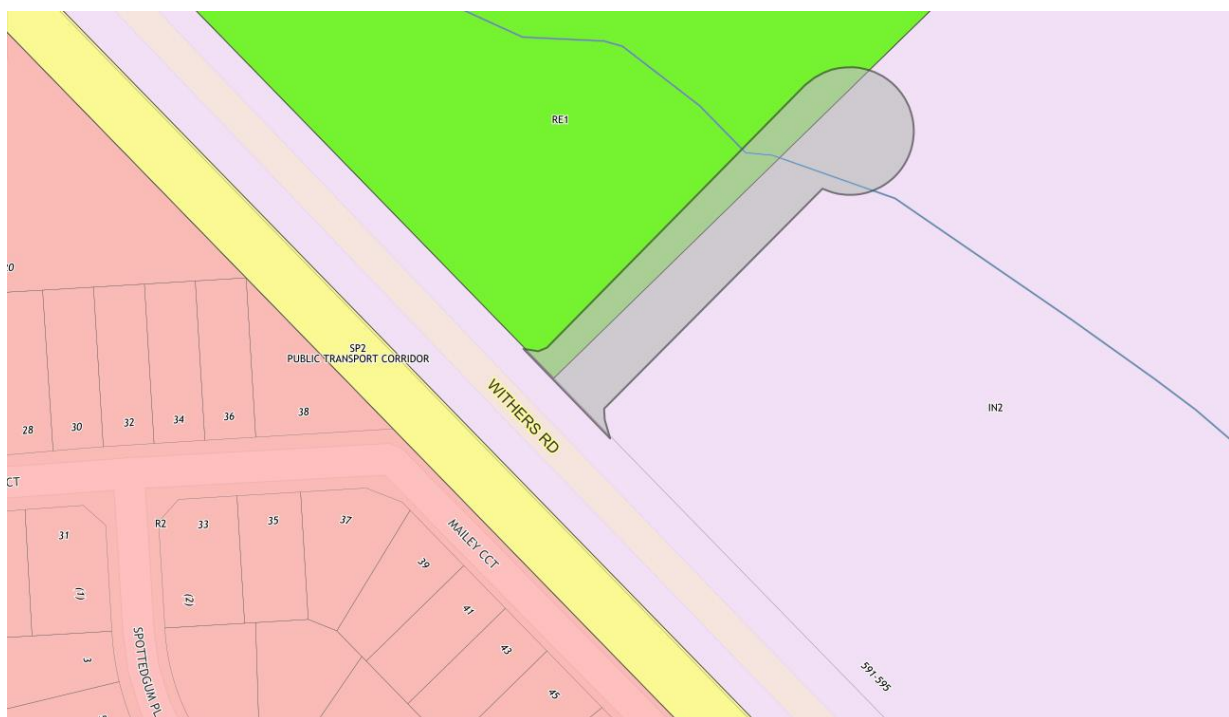 RE1
20
SP2
PUBLIC TRANSPORT CORRIDOR
WITHERS RD
28
30
32
34
36
38
IN2
CT
31
R2
33
35
37
MAILEY CCT
39
(1)
(2)
41
43
45
3
SPOTTEDGUM PL
591-595